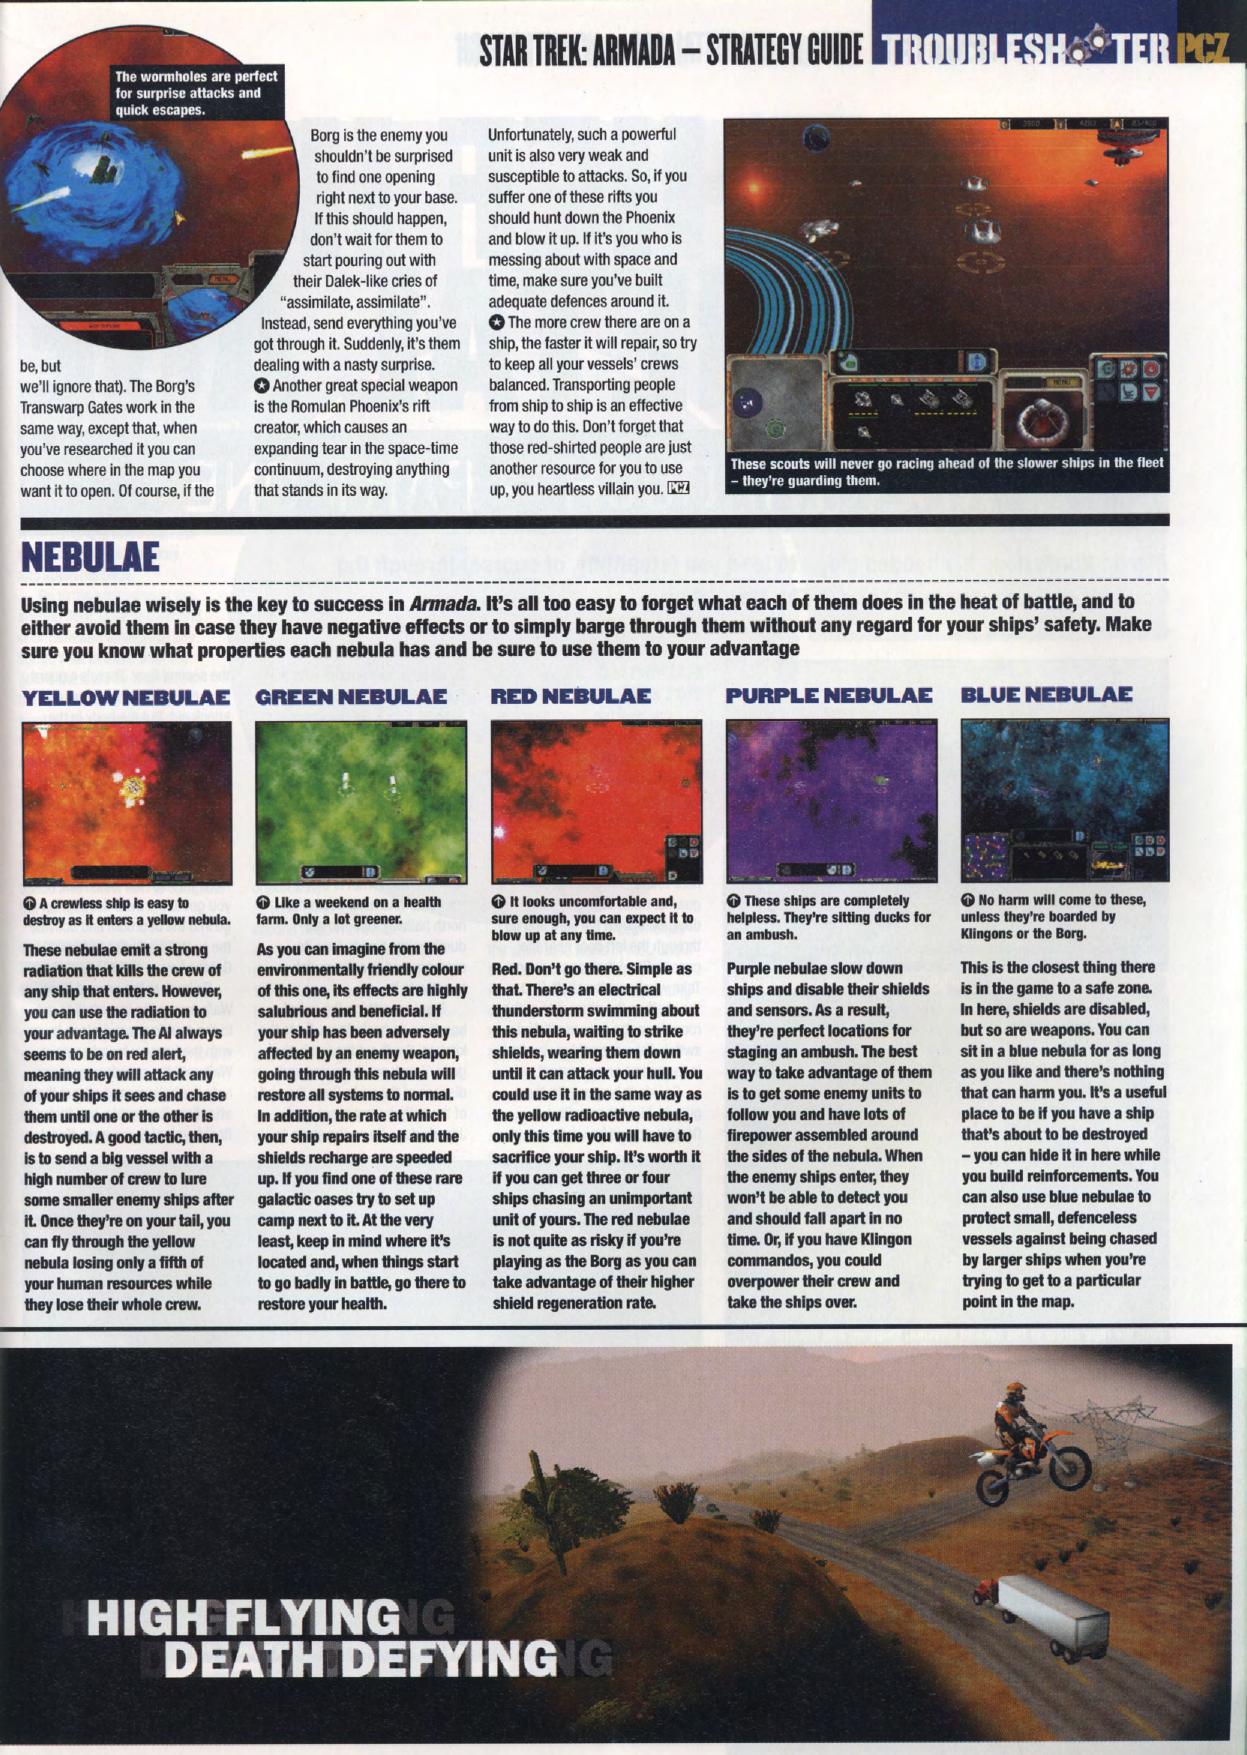 STAR TREK: ARMADA – STRATEGY GUIDE TROUBLESHOOTER PCZ
The wormholes are perfect
for surprise attacks and
quick escapes.
be, but
we'll ignore that). The Borg's
Transwarp Gates work in the
same way, except that, when
you've researched it you can
choose where in the map you
want it to open. Of course, if the
Borg is the enemy you
shouldn't be surprised
to find one opening
right next to your base.
If this should happen,
don't wait for them to
start pouring out with
their Dalek-like cries of
"assimilate, assimilate".
Instead, send everything you've
got through it. Suddenly, it's them
dealing with a nasty surprise.
Another great special weapon
is the Romulan Phoenix's rift
creator, which causes an
expanding tear in the space-time
continuum, destroying anything
that stands in its way.
Unfortunately, such a powerful
unit is also very weak and
susceptible to attacks. So, if you
suffer one of these rifts you
should hunt down the Phoenix
and blow it up. If it's you who is
messing about with space and
time, make sure you've built
adequate defences around it.
The more crew there are on a
ship, the faster it will repair, so try
to keep all your vessels' crews
balanced. Transporting people
from ship to ship is an effective
way to do this. Don't forget that
those red-shirted people are just
another resource for you to use
up, you heartless villain you. PCZ
MENU
These scouts will never go racing ahead of the slower ships in the fleet
– they're guarding them.
NEBULAE
Using nebulae wisely is the key to success in Armada. It's all too easy to forget what each of them does in the heat of battle, and to
either avoid them in case they have negative effects or to simply barge through them without any regard for your ships' safety. Make
sure you know what properties each nebula has and be sure to use them to your advantage
YELLOW NEBULAE
A crewless ship is easy to
destroy as it enters a yellow nebula.
These nebulae emit a strong
radiation that kills the crew of
any ship that enters. However,
you can use the radiation to
your advantage. The AI always
seems to be on red alert,
meaning they will attack any
of your ships it sees and chase
them until one or the other is
destroyed. A good tactic, then,
is to send a big vessel with a
high number of crew to lure
some smaller enemy ships after
it. Once they're on your tail, you
can fly through the yellow
nebula losing only a fifth of
your human resources while
they lose their whole crew.
GREEN NEBULAE
Like a weekend on a health
farm. Only a lot greener.
As you can imagine from the
environmentally friendly colour
of this one, its effects are highly
salubrious and beneficial. If
your ship has been adversely
affected by an enemy weapon,
going through this nebula will
restore all systems to normal.
In addition, the rate at which
your ship repairs itself and the
shields recharge are speeded
up. If you find one of these rare
galactic oases try to set up
camp next to it. At the very
least, keep in mind where it's
located and, when things start
to go badly in battle, go there to
restore your health.
RED NEBULAE
It looks uncomfortable and,
sure enough, you can expect it to
blow up at any time.
Red. Don't go there. Simple as
that. There's an electrical
thunderstorm swimming about
this nebula, waiting to strike
shields, wearing them down
until it can attack your hull. You
could use it in the same way as
the yellow radioactive nebula,
only this time you will have to
sacrifice your ship. It's worth it
if you can get three or four
ships chasing an unimportant
unit of yours. The red nebulae
is not quite as risky if you're
playing as the Borg as you can
take advantage of their higher
shield regeneration rate.
PURPLE NEBULAE
These ships are completely
helpless. They're sitting ducks for
an ambush.
Purple nebulae slow down
ships and disable their shields
and sensors. As a result,
they're perfect locations for
staging an ambush. The best
way to take advantage of them
is to get some enemy units to
follow you and have lots of
firepower assembled around
the sides of the nebula. When
the enemy ships enter, they
won't be able to detect you
and should fall apart in no
time. Or, if you have Klingon
commandos, you could
overpower their crew and
take the ships over.
BLUE NEBULAE
No harm will come to these,
unless they're boarded by
Klingons or the Borg.
This is the closest thing there
is in the game to a safe zone.
In here, shields are disabled,
but so are weapons. You can
sit in a blue nebula for as long
as you like and there's nothing
that can harm you. It's a useful
place to be if you have a ship
that's about to be destroyed
– you can hide it in here while
you build reinforcements. You
can also use blue nebulae to
protect small, defenceless
vessels against being chased
by larger ships when you're
trying to get to a particular
point in the map.
HIGH FLYING
DEATH DEFYING